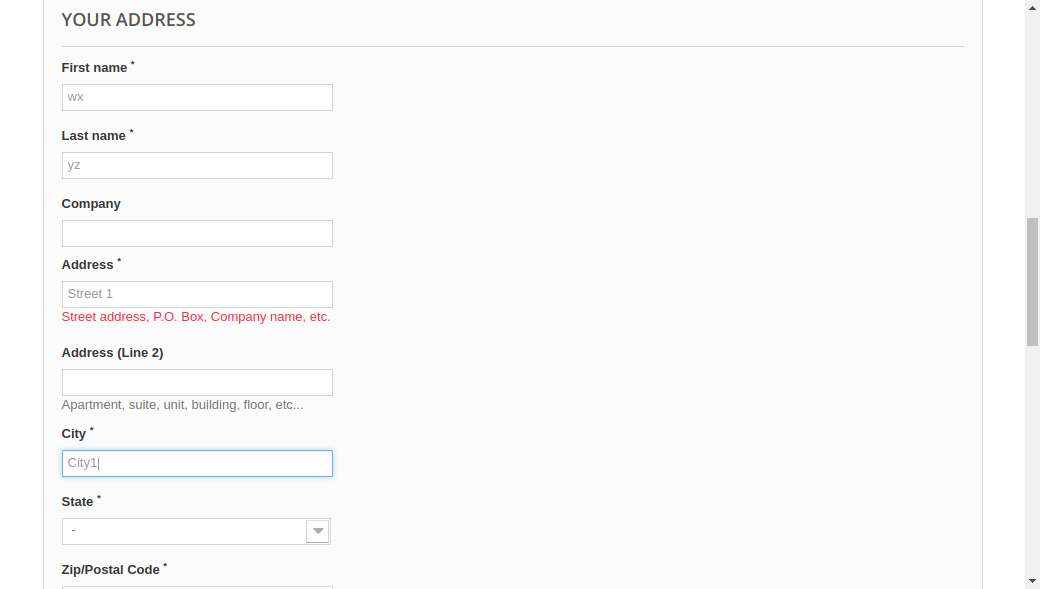 YOUR ADDRESS
First name *
wx
Last name *
yz
Company
Address *
Street 1
Street address, P.O. Box, Company name, etc.
Address (Line 2)
Apartment, suite, unit, building, floor, etc...
City *
City1
State *
-
Zip/Postal Code *